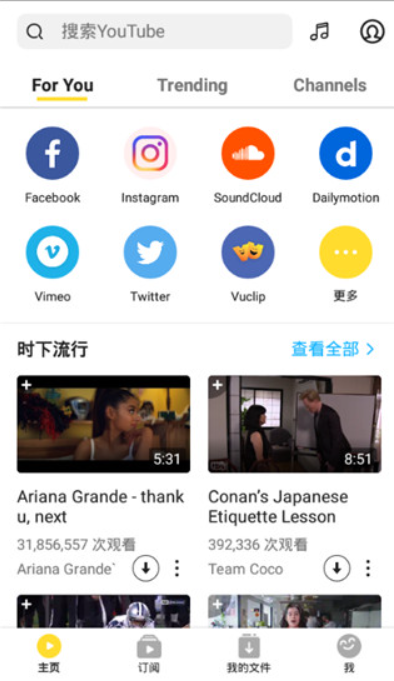 搜索YouTube
For You
Trending
Channels
Facebook
Instagram
SoundCloud
Dailymotion
Vimeo
Twitter
Vuclip
更多
时下流行
查看全部
5:31
8:51
Ariana Grande - thank
u, next
Conan's Japanese
Etiquette Lesson
31,856,557 次观看
392,336 次观看
Ariana Grande`
Team Coco
主页
订阅
我的文件
我